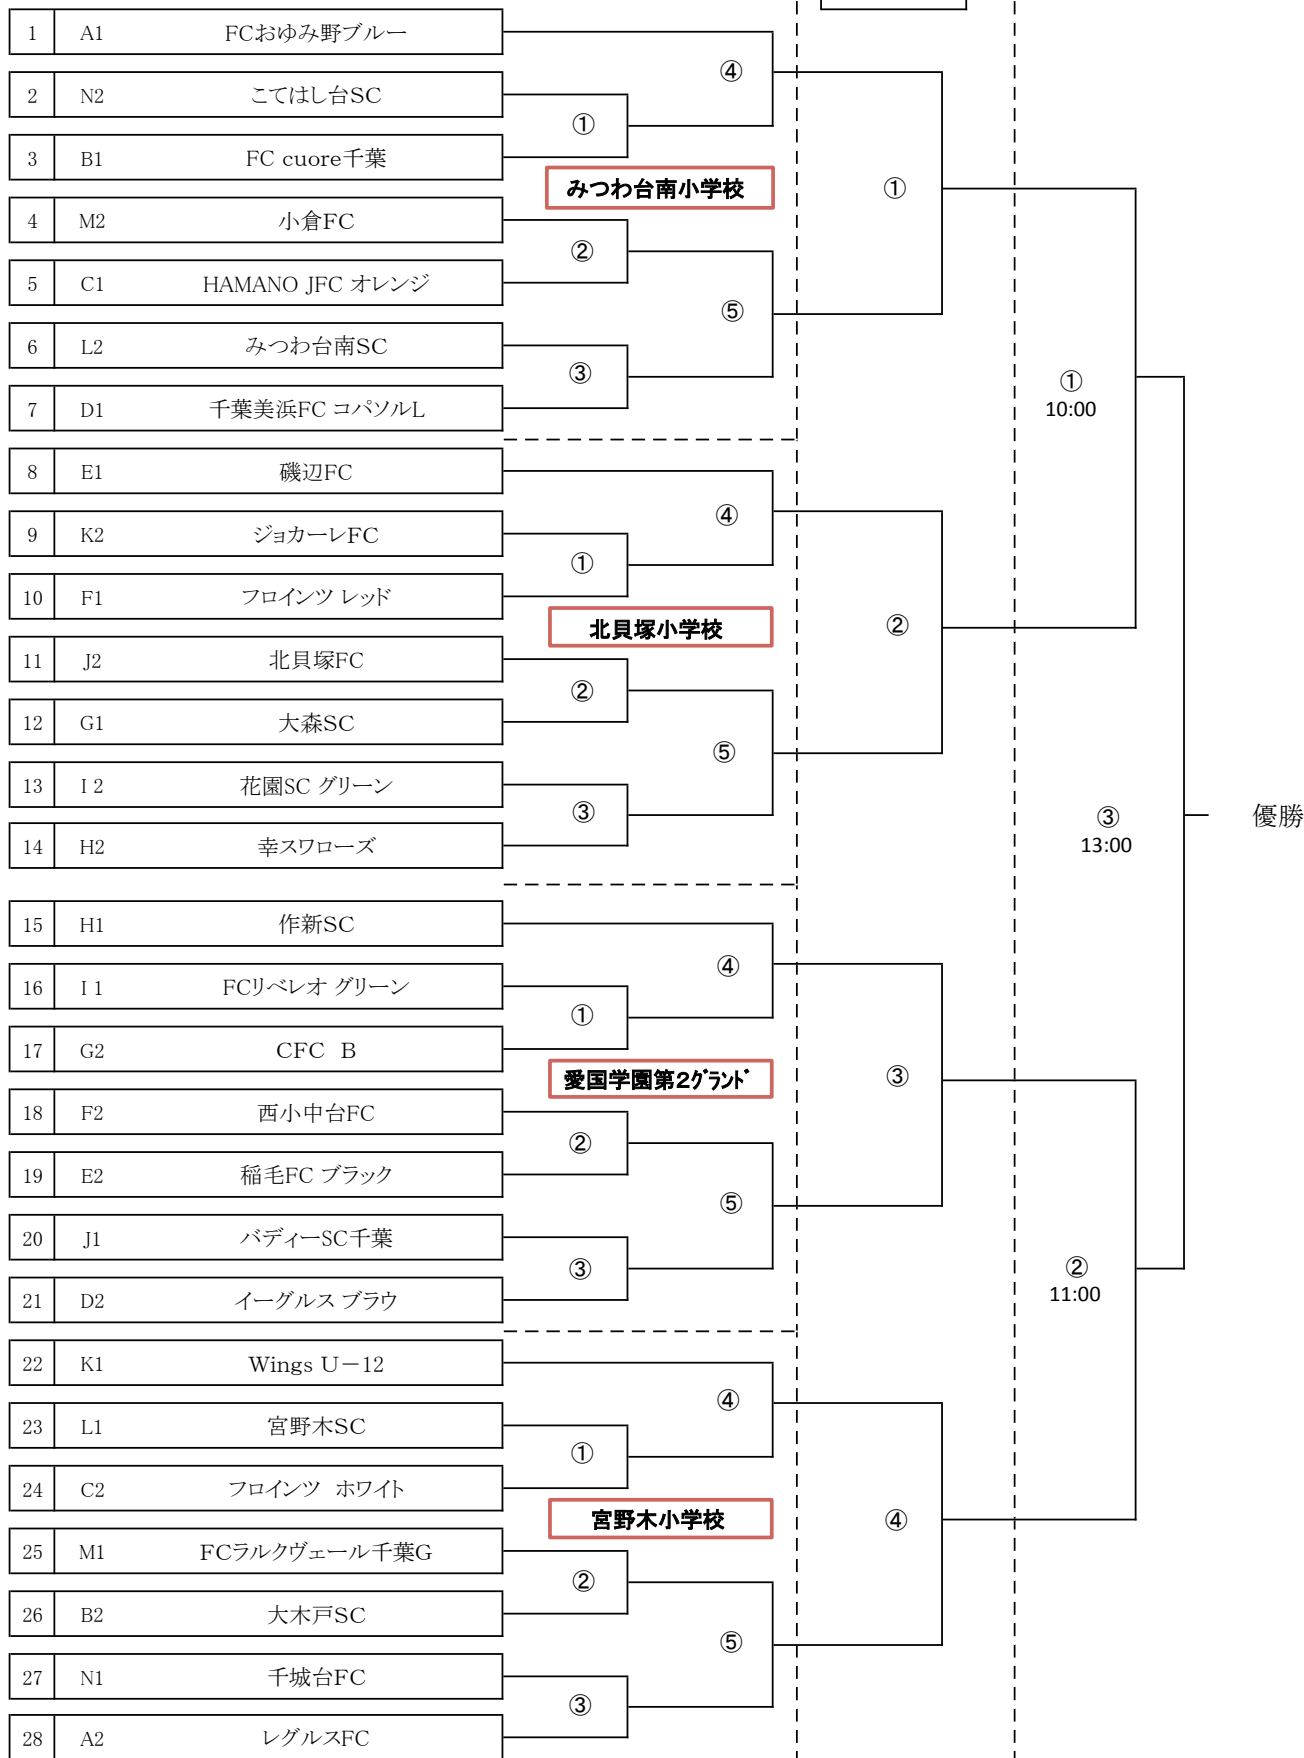 1 A1 FCおゆみ野ブルー
④
2 N2 こてはし台SC
①
3 B1 FC cuore千葉
みつわ台南小学校
①
4 M2 小倉FC
②
5 C1 HAMANO JFC オレンジ
⑤
6 L2 みつわ台南SC
③
①
10:00
7 D1 千葉美浜FC コパソルL
8 E1 磯辺FC
④
9 K2 ジョカーレFC
①
10 F1 フロインツ レッド
北貝塚小学校
②
11 J2 北貝塚FC
②
12 G1 大森SC
⑤
13 I 2 花園SC グリーン
③
③
13:00
優勝
14 H2 幸スワローズ
15 H1 作新SC
④
16 I 1 FCリベレオ グリーン
①
17 G2 CFC B
愛国学園第2グランド
③
18 F2 西小中台FC
②
19 E2 稲毛FC ブラック
⑤
20 J1 バディーSC千葉
③
②
11:00
21 D2 イーグルス ブラウ
22 K1 Wings U−12
④
23 L1 宮野木SC
①
24 C2 フロインツ ホワイト
宮野木小学校
④
25 M1 FCラルクヴェール千葉G
②
26 B2 大木戸SC
⑤
27 N1 千城台FC
③
28 A2 レグルスFC